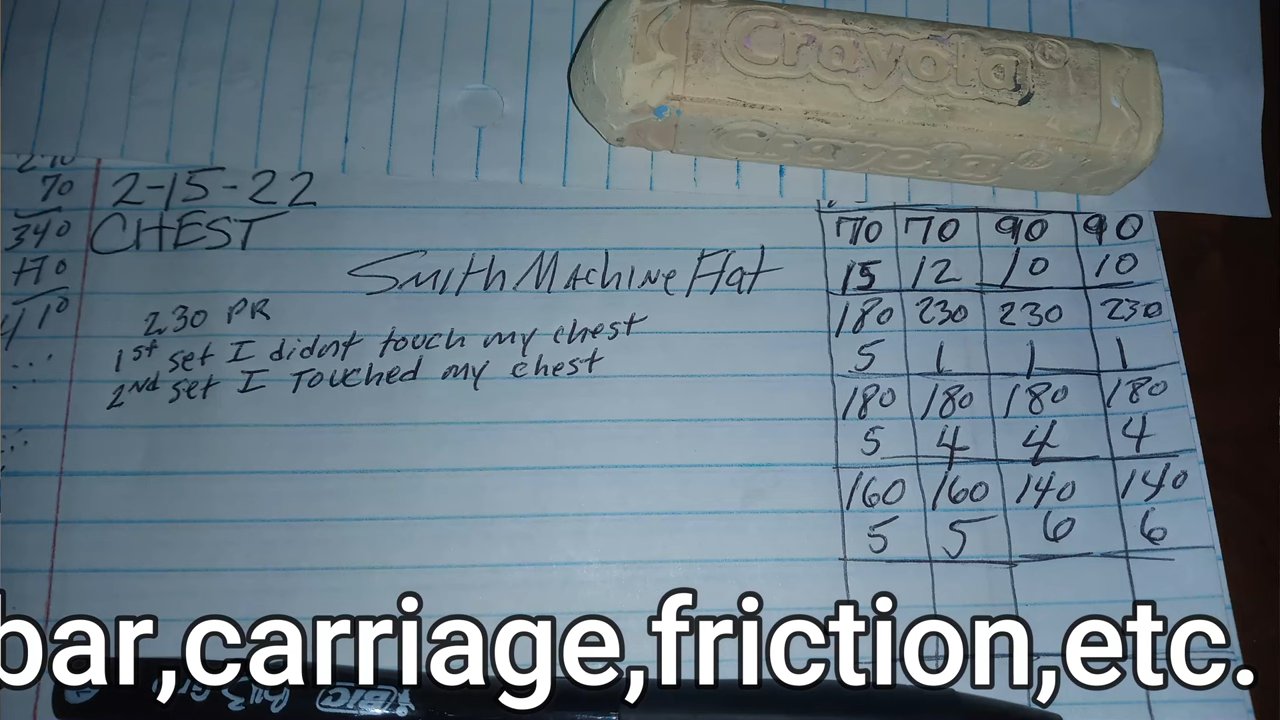 Crayola®
Crayola®
70
340
+70
410
2-15-22
CHEST
Smith Machine Flat
230 PR
1st set I didnt touch my chest
2nd set I Touched my chest
70 70 90 90
15 12 10 10
180 230 230 230
5 1 1 1
180 180 180 180
5 4 4 4
160 160 140 140
5 5 6 6
bar,carriage,friction,etc.
BIC